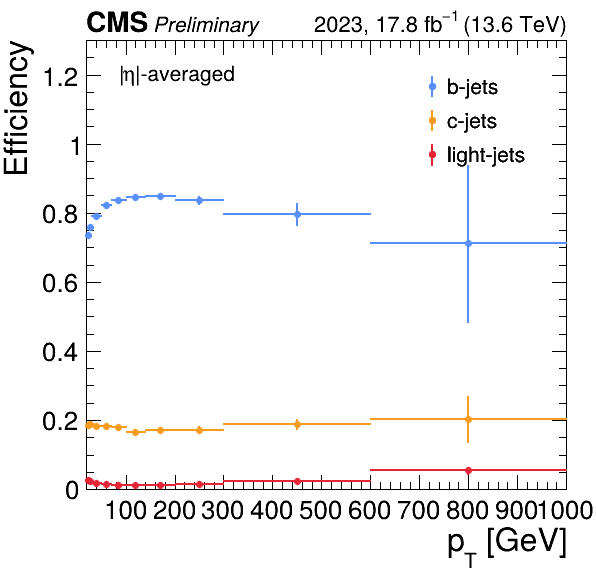 CMS Preliminary 2023, 17.8 fb⁻¹ (13.6 TeV)
|η|-averaged
b-jets
c-jets
light-jets
Efficiency
1.2
1
0.8
0.6
0.4
0.2
0
100 200 300 400 500 600 700 800 900 1000
p_T [GeV]